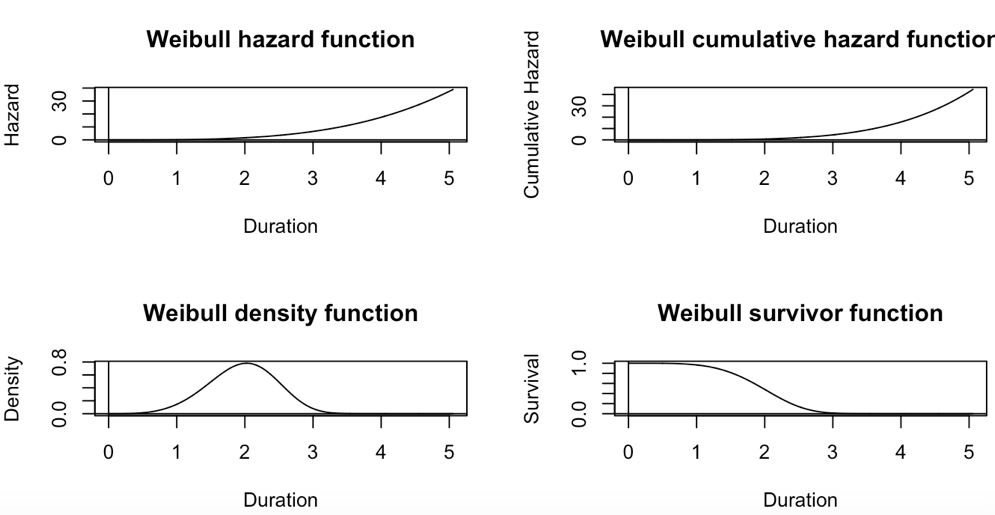 Weibull hazard function
Hazard
30
0
0 1 2 3 4 5
Duration
Weibull cumulative hazard function
Cumulative Hazard
30
0
0 1 2 3 4 5
Duration
Weibull density function
Density
0.8
0.0
0 1 2 3 4 5
Duration
Weibull survivor function
Survival
1.0
0.0
0 1 2 3 4 5
Duration